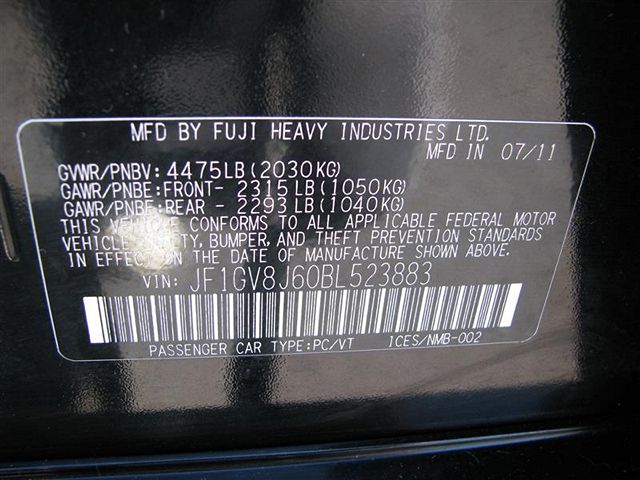 MFD BY FUJI HEAVY INDUSTRIES LTD.
MFD IN 07/11
GVWR/PNBV: 4475LB(2030KG)
GAWR/PNBE:FRONT- 2315LB(1050KG)
GAWR/PNBE:REAR - 2293LB(1040KG)
THIS VEHICLE CONFORMS TO ALL APPLICABLE FEDERAL MOTOR
VEHICLE SAFETY, BUMPER, AND THEFT PREVENTION STANDARDS
IN EFFECT ON THE DATE OF MANUFACTURE SHOWN ABOVE.
VIN: JF1GV8J60BL523883
PASSENGER CAR TYPE:PC/VT ICES/NMB-002